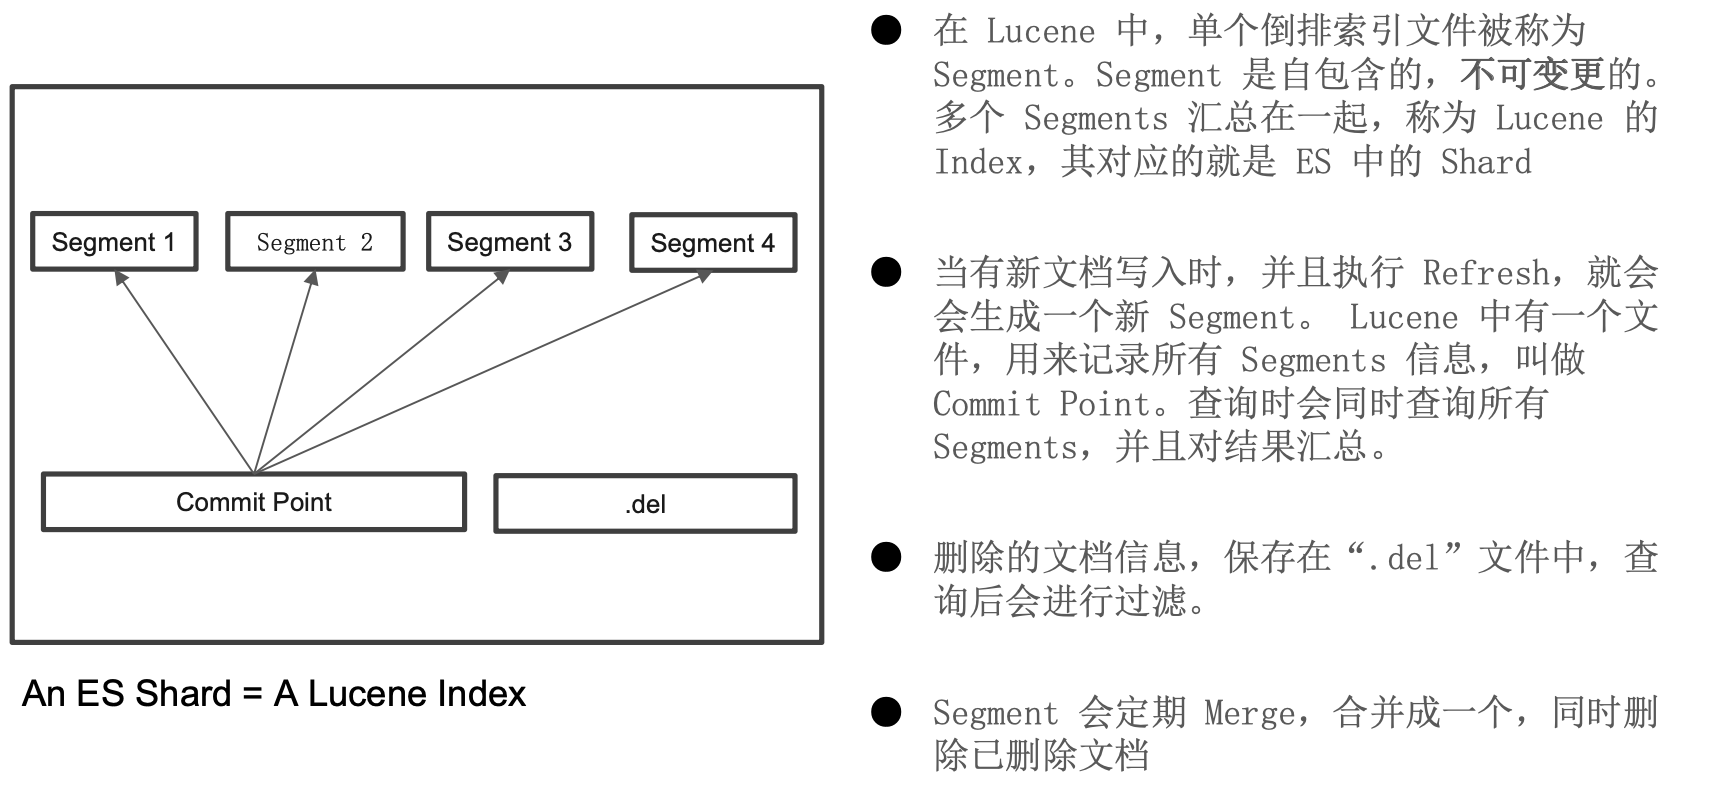 Segment 1
Segment 2
Segment 3
Segment 4
Commit Point
.del
An ES Shard = A Lucene Index
在 Lucene 中，单个倒排索引文件被称为
Segment。Segment 是自包含的，不可变更的。
多个 Segments 汇总在一起，称为 Lucene 的
Index，其对应的就是 ES 中的 Shard
当有新文档写入时，并且执行 Refresh，就会
会生成一个新 Segment。 Lucene 中有一个文
件，用来记录所有 Segments 信息，叫做
Commit Point。查询时会同时查询所有
Segments，并且对结果汇总。
删除的文档信息，保存在“.del”文件中，查
询后会进行过滤。
Segment 会定期 Merge，合并成一个，同时删
除已删除文档